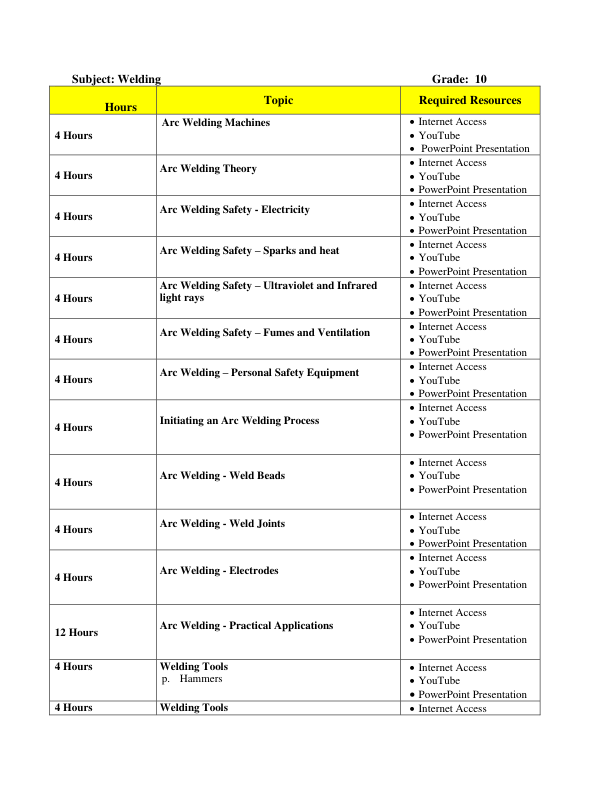 Subject: Welding Grade: 10
Hours Topic Required Resources
4 Hours
Arc Welding Machines
• Internet Access
• YouTube
• PowerPoint Presentation
4 Hours
Arc Welding Theory
• Internet Access
• YouTube
• PowerPoint Presentation
4 Hours
Arc Welding Safety - Electricity
• Internet Access
• YouTube
• PowerPoint Presentation
4 Hours
Arc Welding Safety – Sparks and heat
• Internet Access
• YouTube
• PowerPoint Presentation
4 Hours
Arc Welding Safety – Ultraviolet and Infrared
light rays
• Internet Access
• YouTube
• PowerPoint Presentation
4 Hours
Arc Welding Safety – Fumes and Ventilation
• Internet Access
• YouTube
• PowerPoint Presentation
4 Hours
Arc Welding – Personal Safety Equipment
• Internet Access
• YouTube
• PowerPoint Presentation
4 Hours
Initiating an Arc Welding Process
• Internet Access
• YouTube
• PowerPoint Presentation
4 Hours
Arc Welding - Weld Beads
• Internet Access
• YouTube
• PowerPoint Presentation
4 Hours
Arc Welding - Weld Joints
• Internet Access
• YouTube
• PowerPoint Presentation
4 Hours
Arc Welding - Electrodes
• Internet Access
• YouTube
• PowerPoint Presentation
12 Hours
Arc Welding - Practical Applications
• Internet Access
• YouTube
• PowerPoint Presentation
4 Hours
Welding Tools
p. Hammers
• Internet Access
• YouTube
• PowerPoint Presentation
4 Hours
Welding Tools
• Internet Access